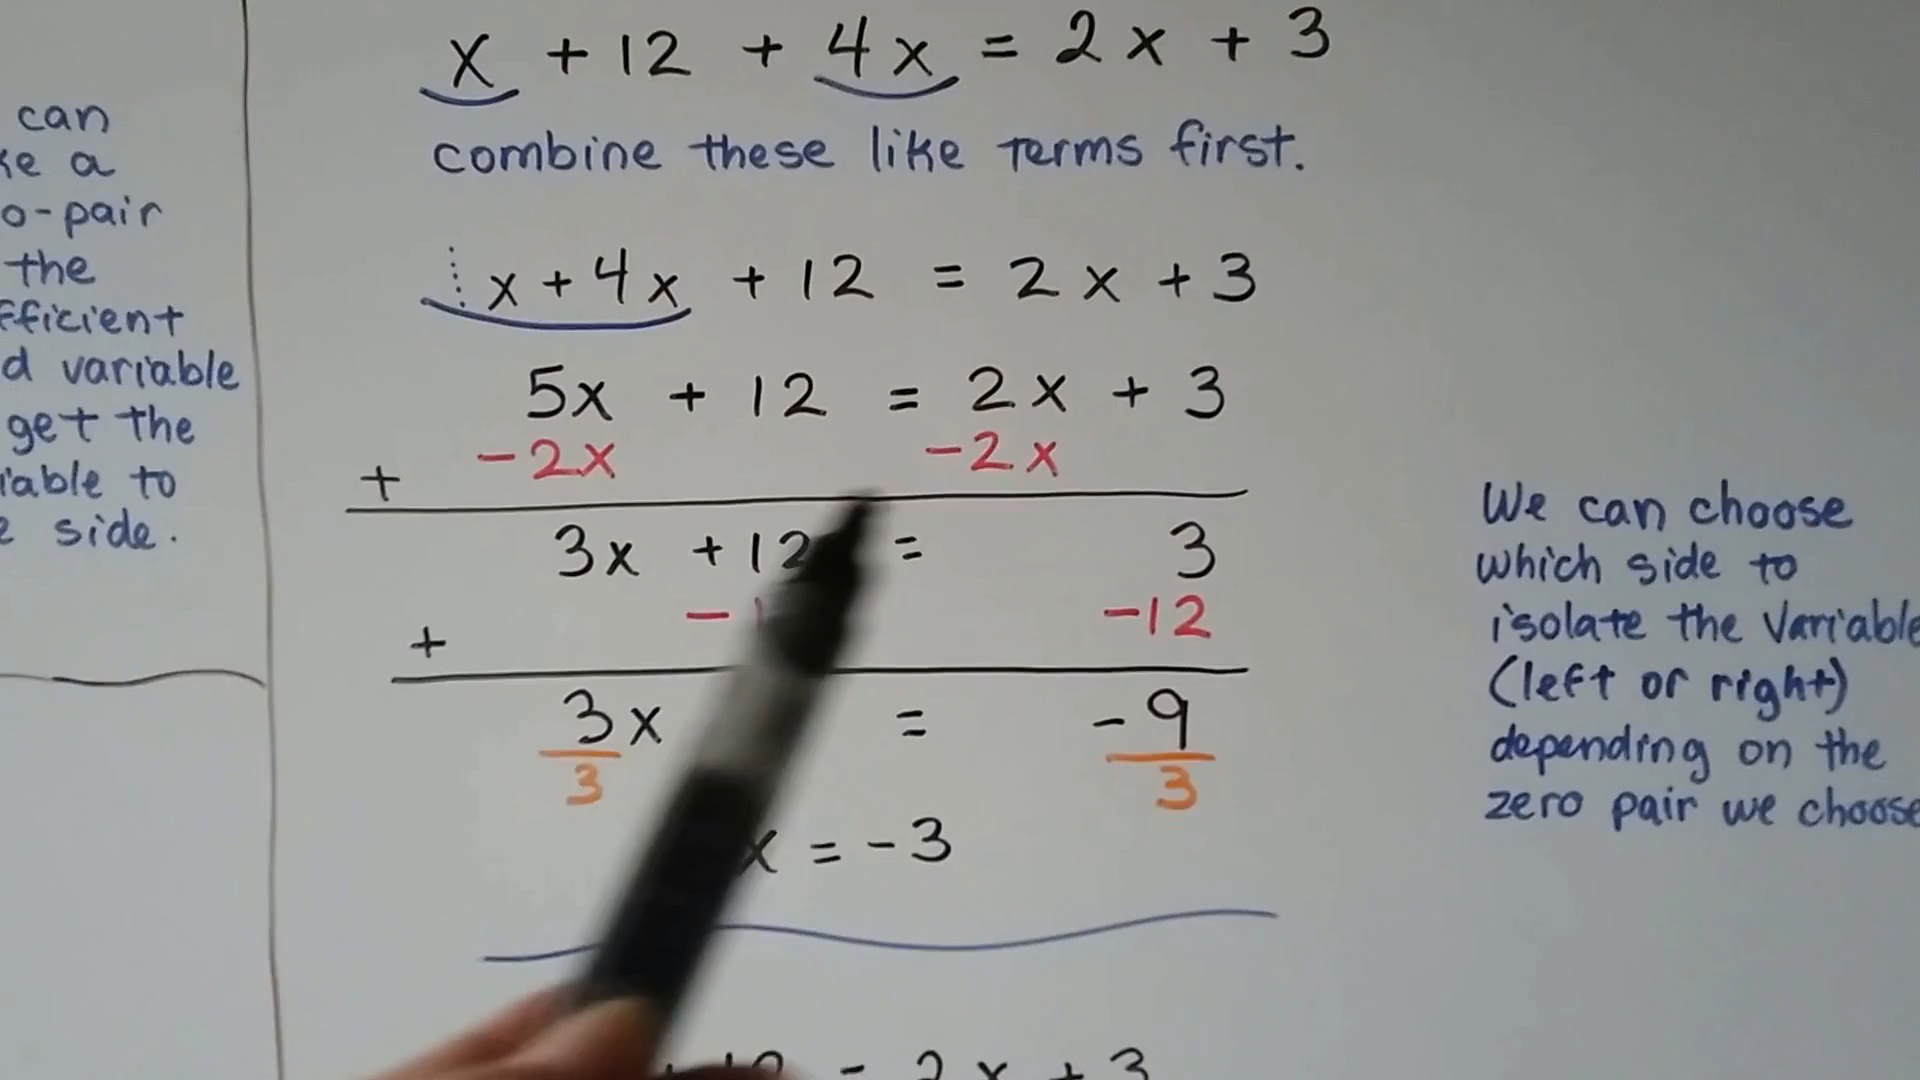 can
a
-pair
the
d variable
get the
to
side.
x + 12 + 4x = 2x + 3
combine these like terms first.
x + 4x + 12 = 2x + 3
5x + 12 = 2x + 3
+ -2x -2x
3x + 12 = 3
+ - -12
3x = -9
3 3
x = -3
= 2x + 3
We can choose
which side to
isolate the variable
(left or right)
depending on the
zero pair we choose